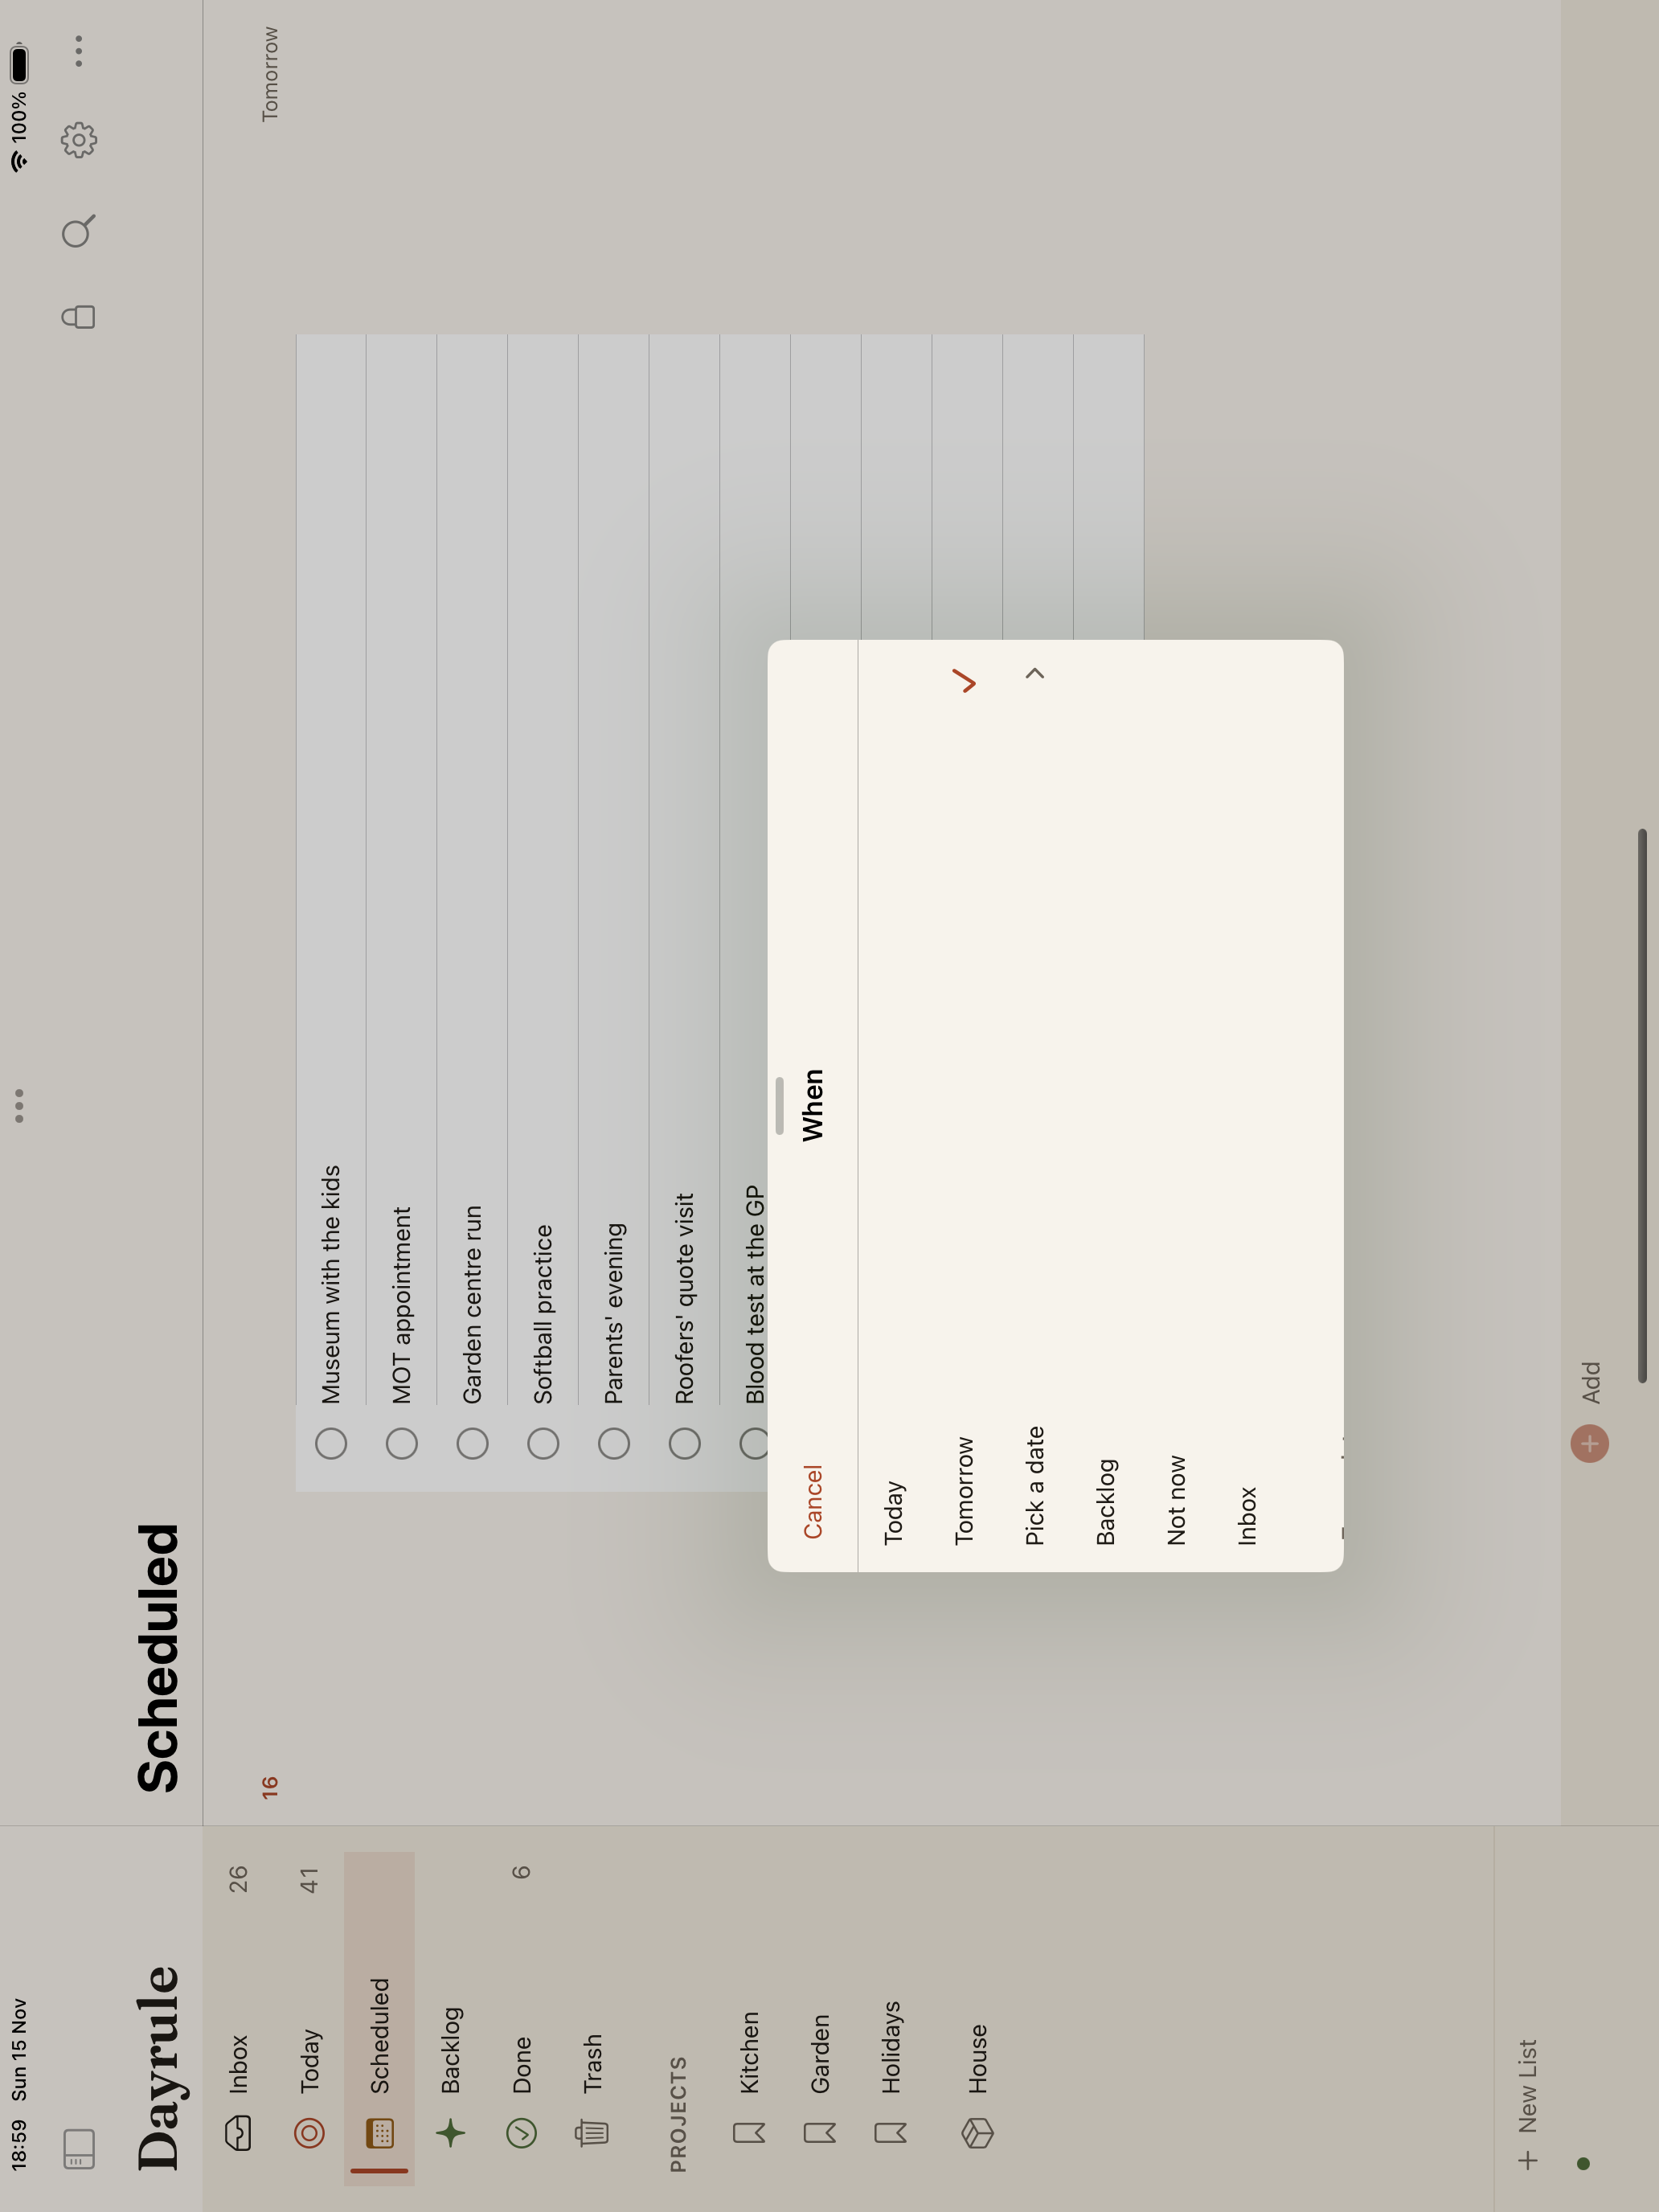 18:59 Sun 15 Nov
100%
Dayrule
Inbox 26
Today 41
Scheduled
Backlog
Done 6
Trash
PROJECTS
Kitchen
Garden
Holidays
House
+ New List
Scheduled
16 Tomorrow
Museum with the kids
MOT appointment
Garden centre run
Softball practice
Parents' evening
Roofers' quote visit
Blood test at the GP
Cancel When
Today
Tomorrow
Pick a date
Backlog
Not now
Inbox
Add